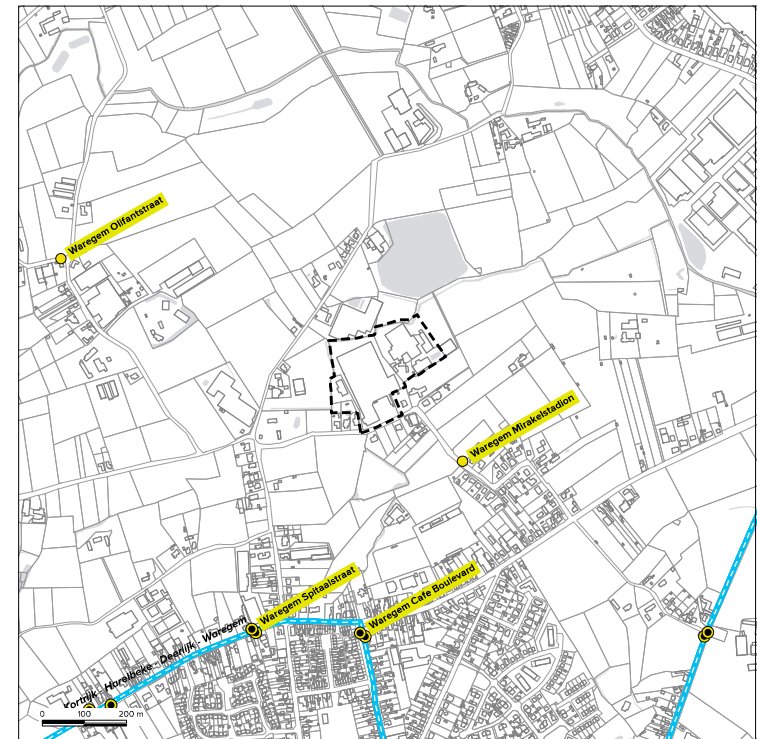 Waregem Olifantstraat
Waregem Mirakelstadion
Waregem Spitaalstraat
Waregem Cafe Boulevard
Kortrijk - Harelbeke - Deerlijk - Waregem
0 100 200 m